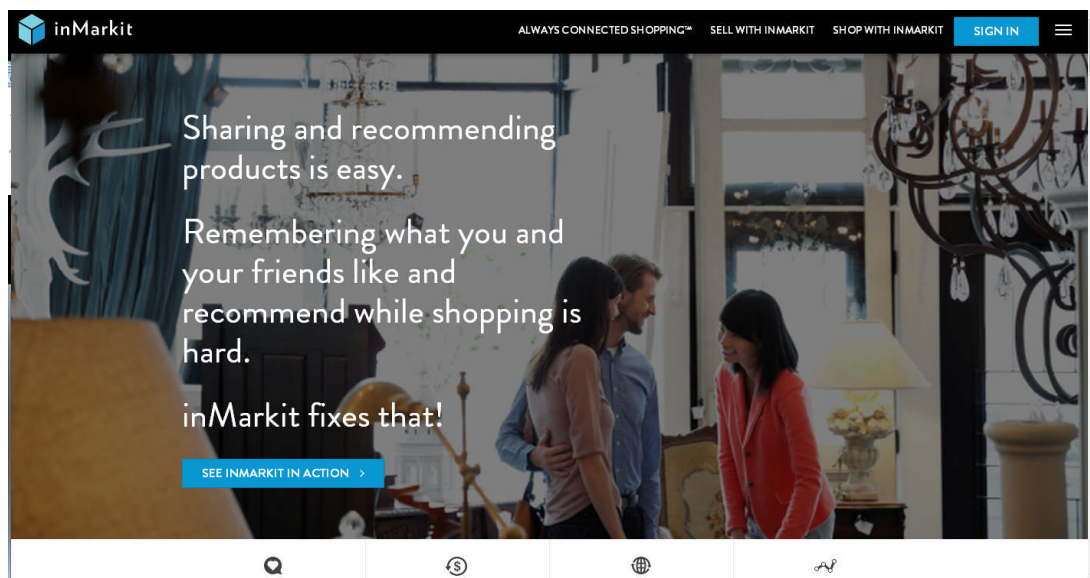 inMarkit
ALWAYS CONNECTED SHOPPING™ SELL WITH INMARKIT SHOP WITH INMARKIT SIGN IN
Sharing and recommending
products is easy.
Remembering what you and
your friends like and
recommend while shopping is
hard.
inMarkit fixes that!
SEE INMARKIT IN ACTION >